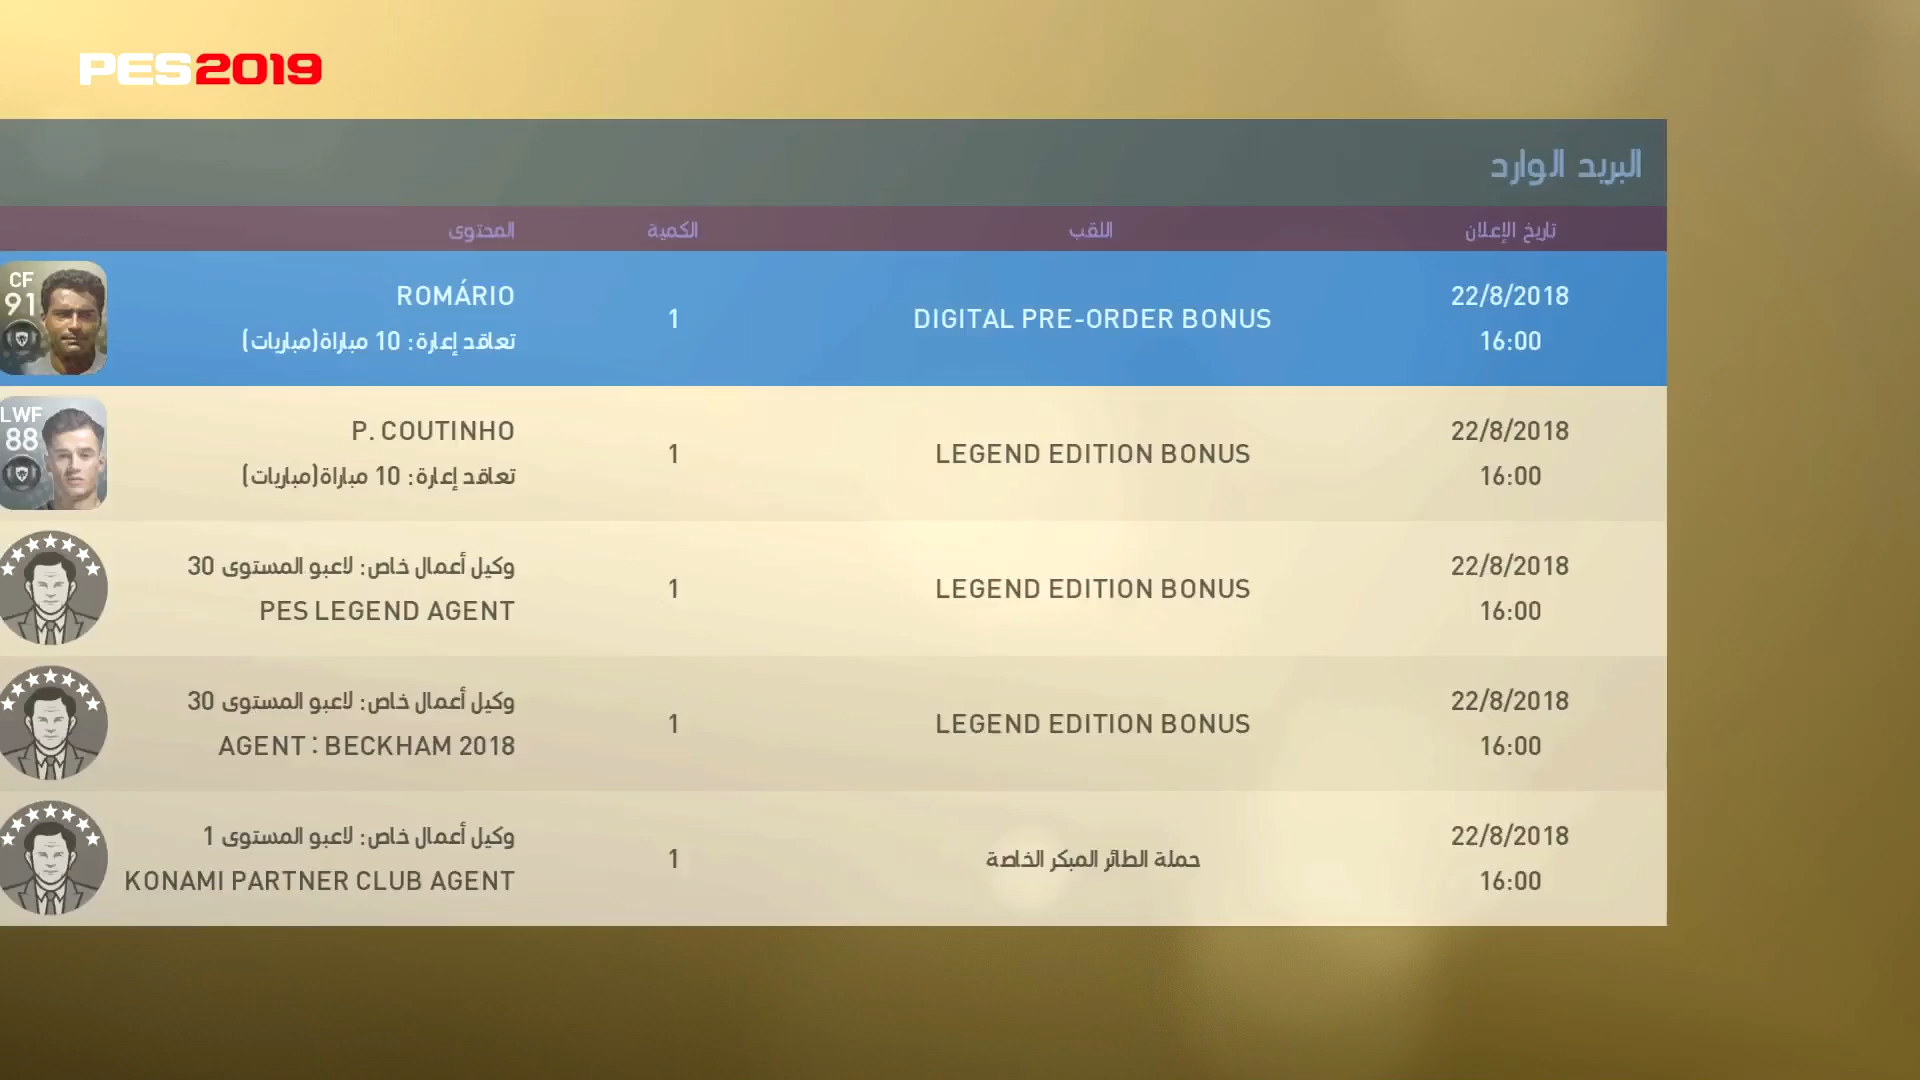 PES2019
البريد الوارد
تاريخ الإعلان
اللقب
الكمية
المحتوى
22/8/2018
16:00
DIGITAL PRE-ORDER BONUS
1
ROMÁRIO
تعاقد إعارة: 10 مباراة(مباريات)
CF
91
22/8/2018
16:00
LEGEND EDITION BONUS
1
P. COUTINHO
تعاقد إعارة: 10 مباراة(مباريات)
LWF
88
22/8/2018
16:00
LEGEND EDITION BONUS
1
وكيل أعمال خاص: لاعبو المستوى 30
PES LEGEND AGENT
22/8/2018
16:00
LEGEND EDITION BONUS
1
وكيل أعمال خاص: لاعبو المستوى 30
AGENT : BECKHAM 2018
22/8/2018
16:00
حملة الطائر المبكر الخاصة
1
وكيل أعمال خاص: لاعبو المستوى 1
KONAMI PARTNER CLUB AGENT